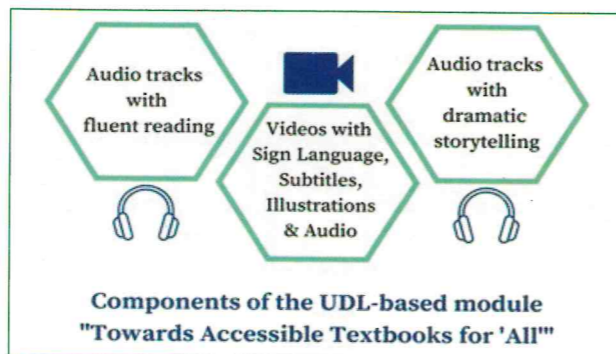 Audio tracks
with
fluent reading
Videos with
Sign Language,
Subtitles,
Illustrations
& Audio
Audio tracks
with
dramatic
storytelling
Components of the UDL-based module
"Towards Accessible Textbooks for 'All'"